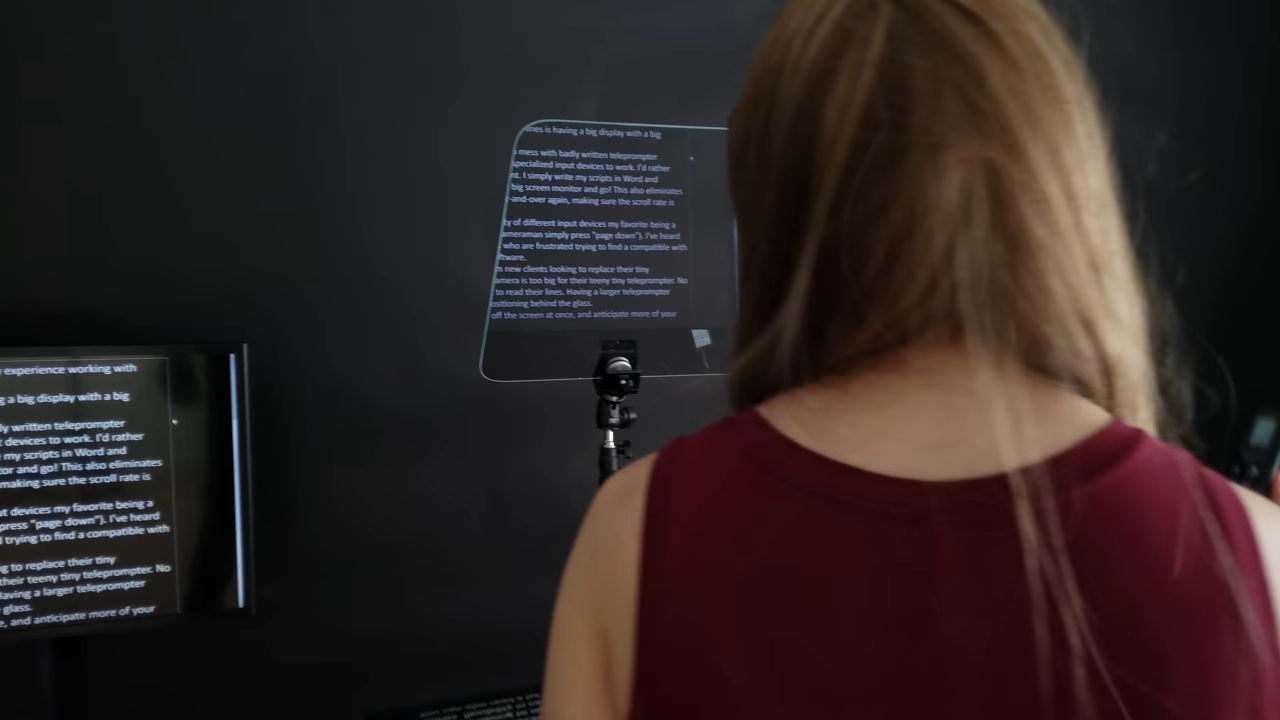 lines is having a big display with a big
a mess with badly written teleprompter
specialized input devices to work. I'd rather
nt. I simply write my scripts in Word and
big screen monitor and go! This also eliminates
-and-over again, making sure the scroll rate is
ty of different input devices my favorite being a
ameraman simply press "page down"). I've heard
who are frustrated trying to find a compatible with
ftware.
m new clients looking to replace their tiny
amera is too big for their teeny tiny teleprompter. No
to read their lines. Having a larger teleprompter
ositioning behind the glass.
off the screen at once, and anticipate more of your
y experience working with
g a big display with a big
ly written teleprompter
t devices to work. I'd rather
my scripts in Word and
tor and go! This also eliminates
making sure the scroll rate is
ut devices my favorite being a
press "page down"). I've heard
d trying to find a compatible with
ng to replace their tiny
their teeny tiny teleprompter. No
Having a larger teleprompter
glass.
e, and anticipate more of your